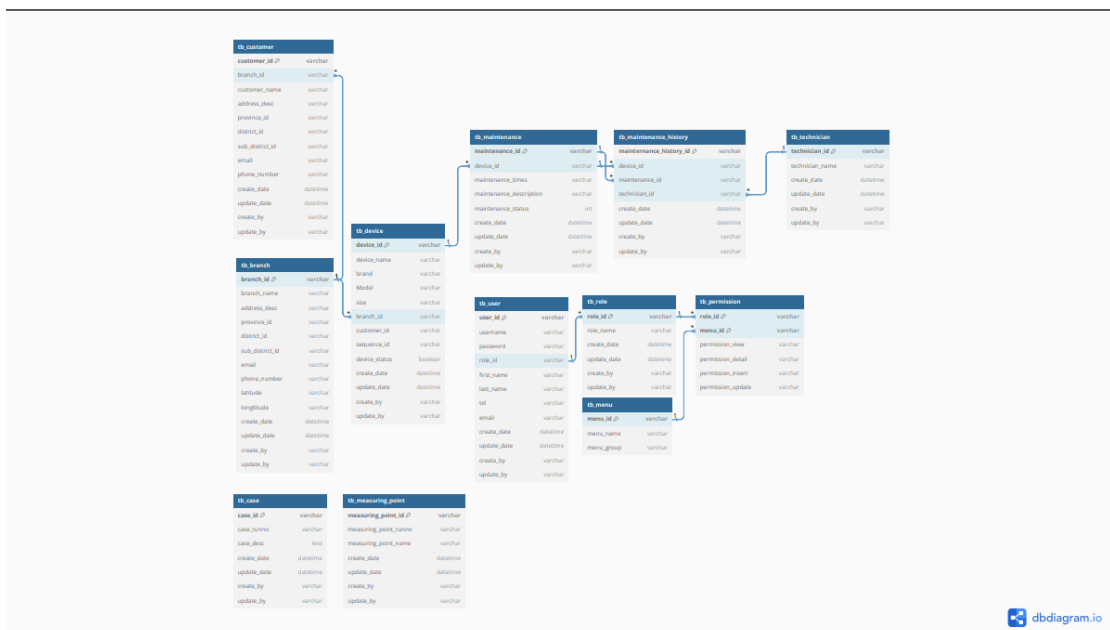 tb_customer
customer_id varchar
branch_id varchar
customer_name varchar
address_desc varchar
province_id varchar
district_id varchar
sub_district_id varchar
email varchar
phone_number varchar
create_date datetime
update_date datetime
create_by varchar
update_by varchar
tb_branch
branch_id varchar
branch_name varchar
address_desc varchar
province_id varchar
district_id varchar
sub_district_id varchar
email varchar
phone_number varchar
latitude varchar
longtitude varchar
create_date datetime
update_date datetime
create_by varchar
update_by varchar
tb_device
device_id varchar
device_name varchar
brand varchar
Model varchar
size varchar
branch_id varchar
customer_id varchar
sequence_id varchar
device_status boolean
create_date datetime
update_date datetime
create_by varchar
update_by varchar
tb_maintenance
maintenance_id varchar
device_id varchar
maintenance_times varchar
maintenance_description varchar
maintenance_status int
create_date datetime
update_date datetime
create_by varchar
update_by varchar
tb_maintenance_history
mainternance_history_id varchar
device_id varchar
maintenance_id varchar
technician_id varchar
create_date datetime
update_date datetime
create_by varchar
update_by varchar
tb_technician
technician_id varchar
technician_name varchar
create_date datetime
update_date datetime
create_by varchar
update_by varchar
tb_user
user_id varchar
username varchar
password varchar
role_id varchar
first_name varchar
last_name varchar
tel varchar
email varchar
create_date datetime
update_date datetime
create_by varchar
update_by varchar
tb_role
role_id varchar
role_name varchar
create_date datetime
update_date datetime
create_by varchar
update_by varchar
tb_permission
role_id varchar
menu_id varchar
permission_view varchar
permission_detail varchar
permission_insert varchar
permission_update varchar
tb_menu
menu_id varchar
menu_name varchar
menu_group varchar
tb_case
case_id varchar
case_runno varchar
case_desc text
create_date datetime
update_date datetime
create_by varchar
update_by varchar
tb_measuring_point
measuring_point_id varchar
measuring_point_runno varchar
measuring_point_name varchar
create_date datetime
update_date datetime
create_by varchar
update_by varchar
dbdiagram.io